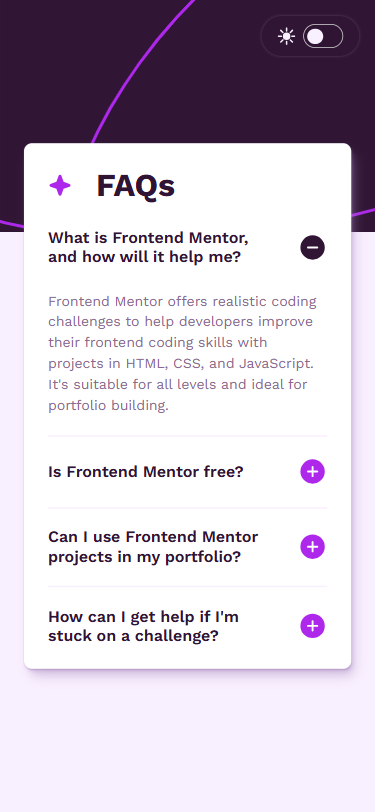 FAQs
What is Frontend Mentor,
and how will it help me?
Frontend Mentor offers realistic coding
challenges to help developers improve
their frontend coding skills with
projects in HTML, CSS, and JavaScript.
It's suitable for all levels and ideal for
portfolio building.
Is Frontend Mentor free?
Can I use Frontend Mentor
projects in my portfolio?
How can I get help if I'm
stuck on a challenge?